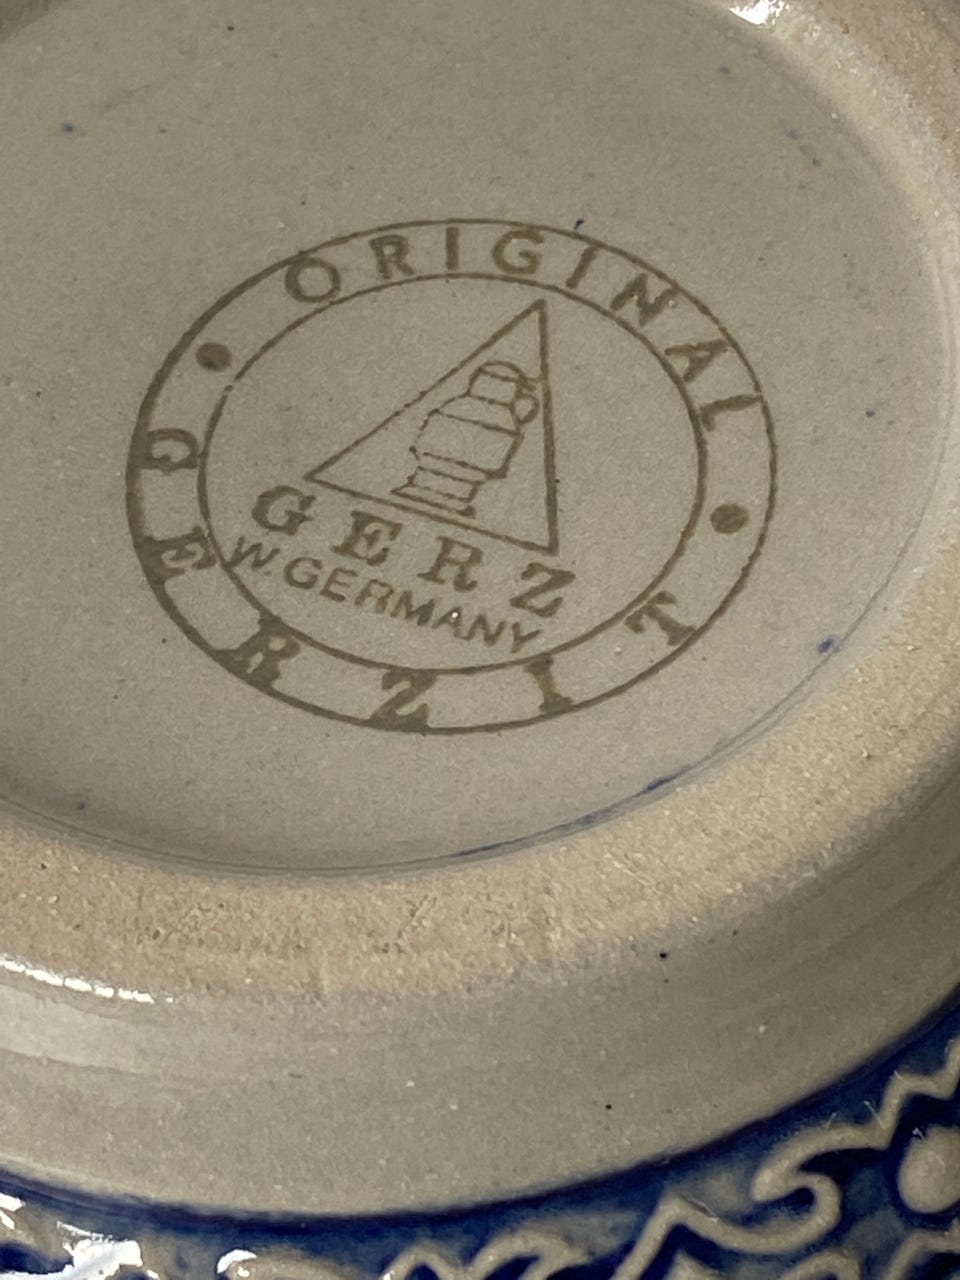 ORIGINAL
GERZ
W. GERMANY
GERZIT